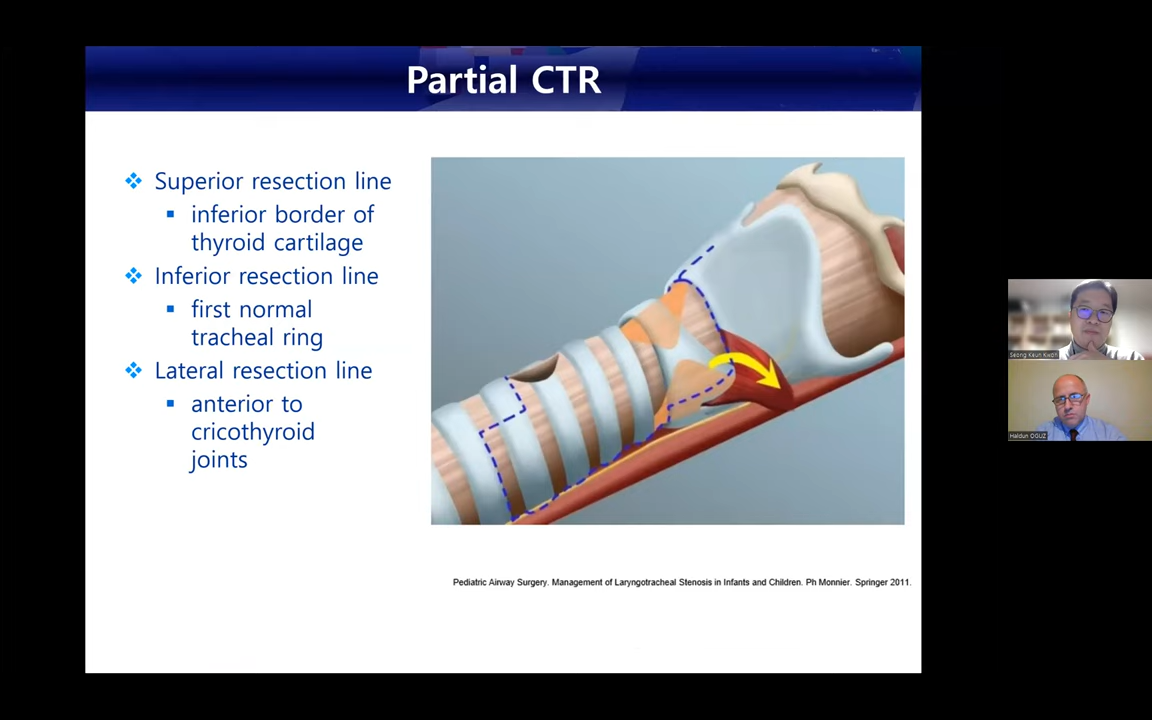 Partial CTR
Superior resection line
inferior border of
thyroid cartilage
Inferior resection line
first normal
tracheal ring
Lateral resection line
anterior to
cricothyroid
joints
Pediatric Airway Surgery. Management of Laryngotracheal Stenosis in Infants and Children. Ph Monnier. Springer 2011.
Seong Keun Kwon
Haldun OGUZ